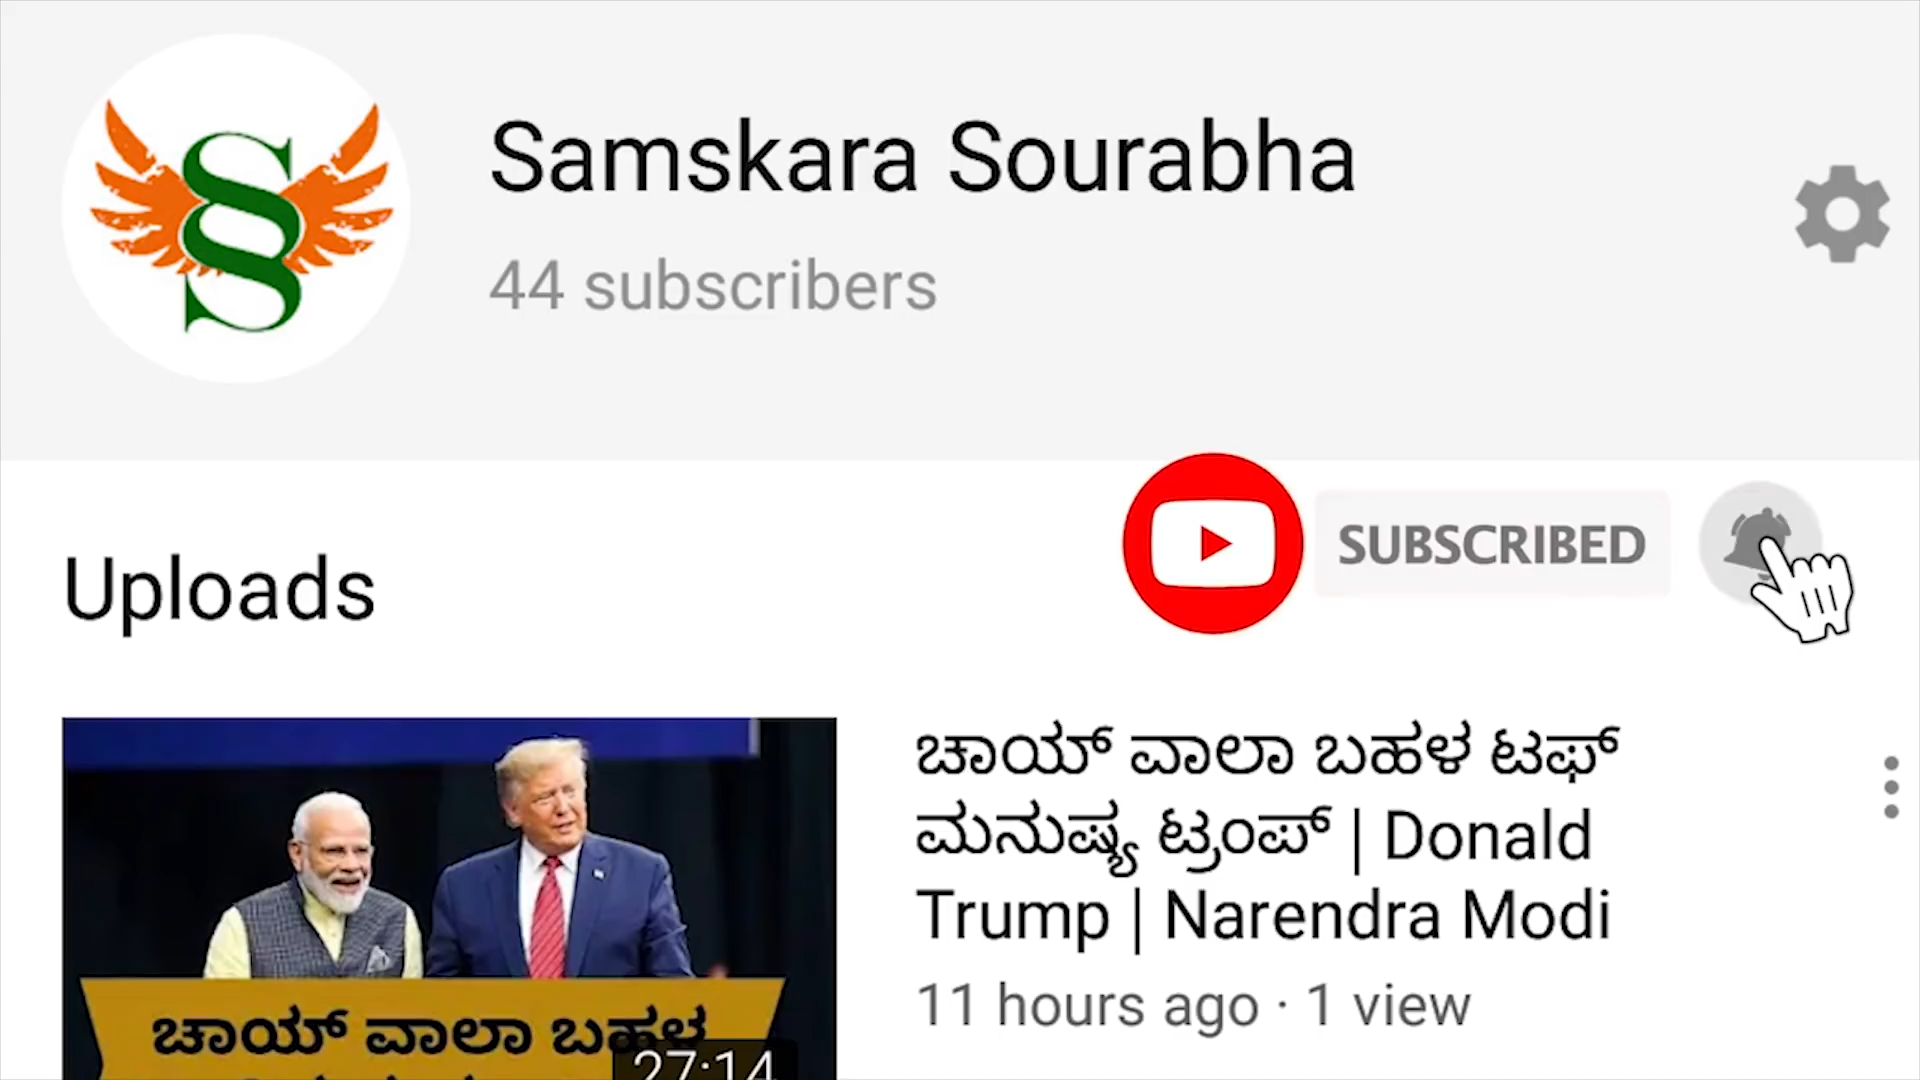 Samskara Sourabha
44 subscribers
SUBSCRIBED
Uploads
ಚಾಯ್ ವಾಲಾ ಬಹಳ ಟಫ್
ಮನುಷ್ಯ ಟ್ರಂಪ್ | Donald
Trump | Narendra Modi
11 hours ago · 1 view
ಚಾಯ್ ವಾಲಾ ಬಹಳ
27:14